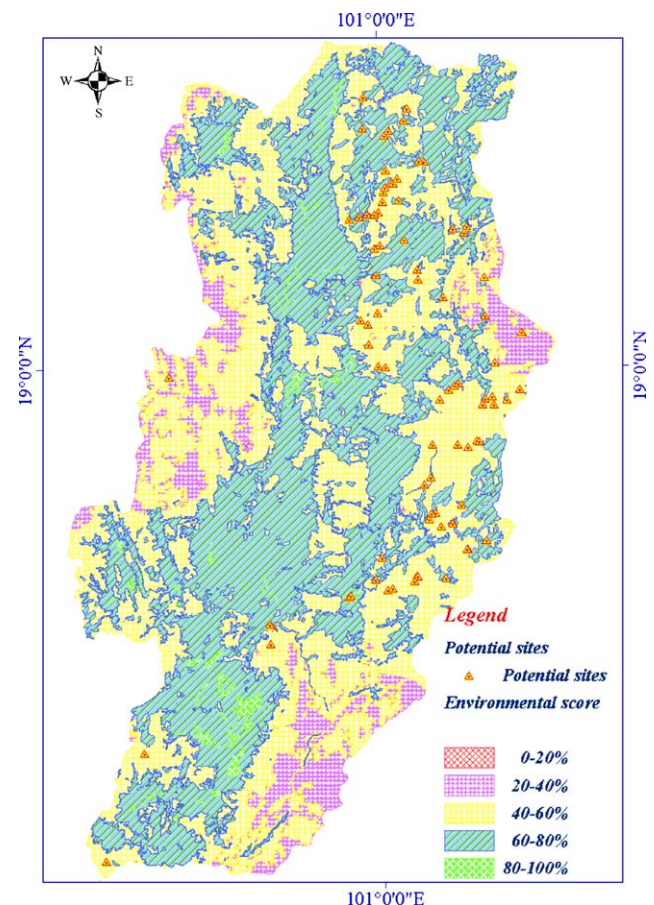 101°0'0"E
N
W E
S
19°0'0"N
19°0'0"N
Legend
Potential sites
Potential sites
Environmental score
0-20%
20-40%
40-60%
60-80%
80-100%
101°0'0"E